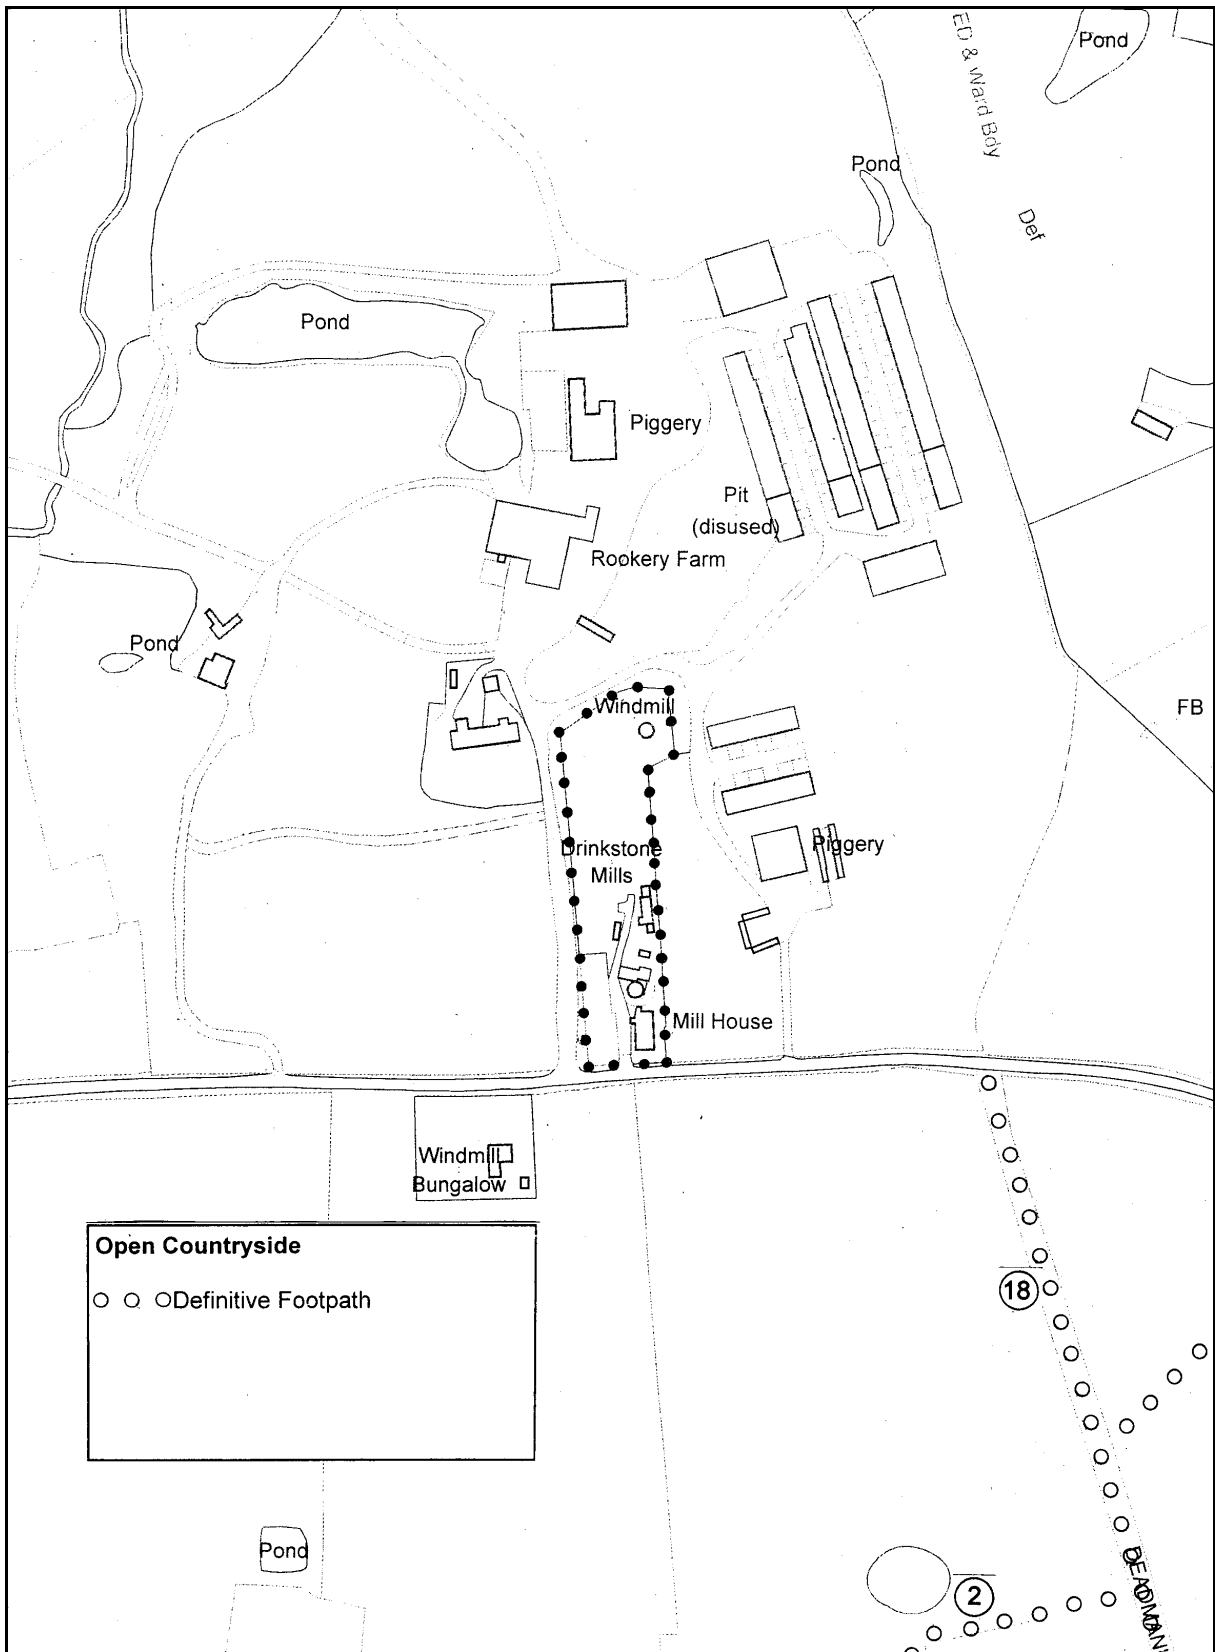 ED & Ward Bdy
Pond
Pond
Def
Pond
Piggery
Pit
(disused)
Rookery Farm
Pond
Windmill
FB
Drinkstone
Mills
Piggery
Mill House
Windmill
Bungalow
Open Countryside
Definitive Footpath
18
Pond
2